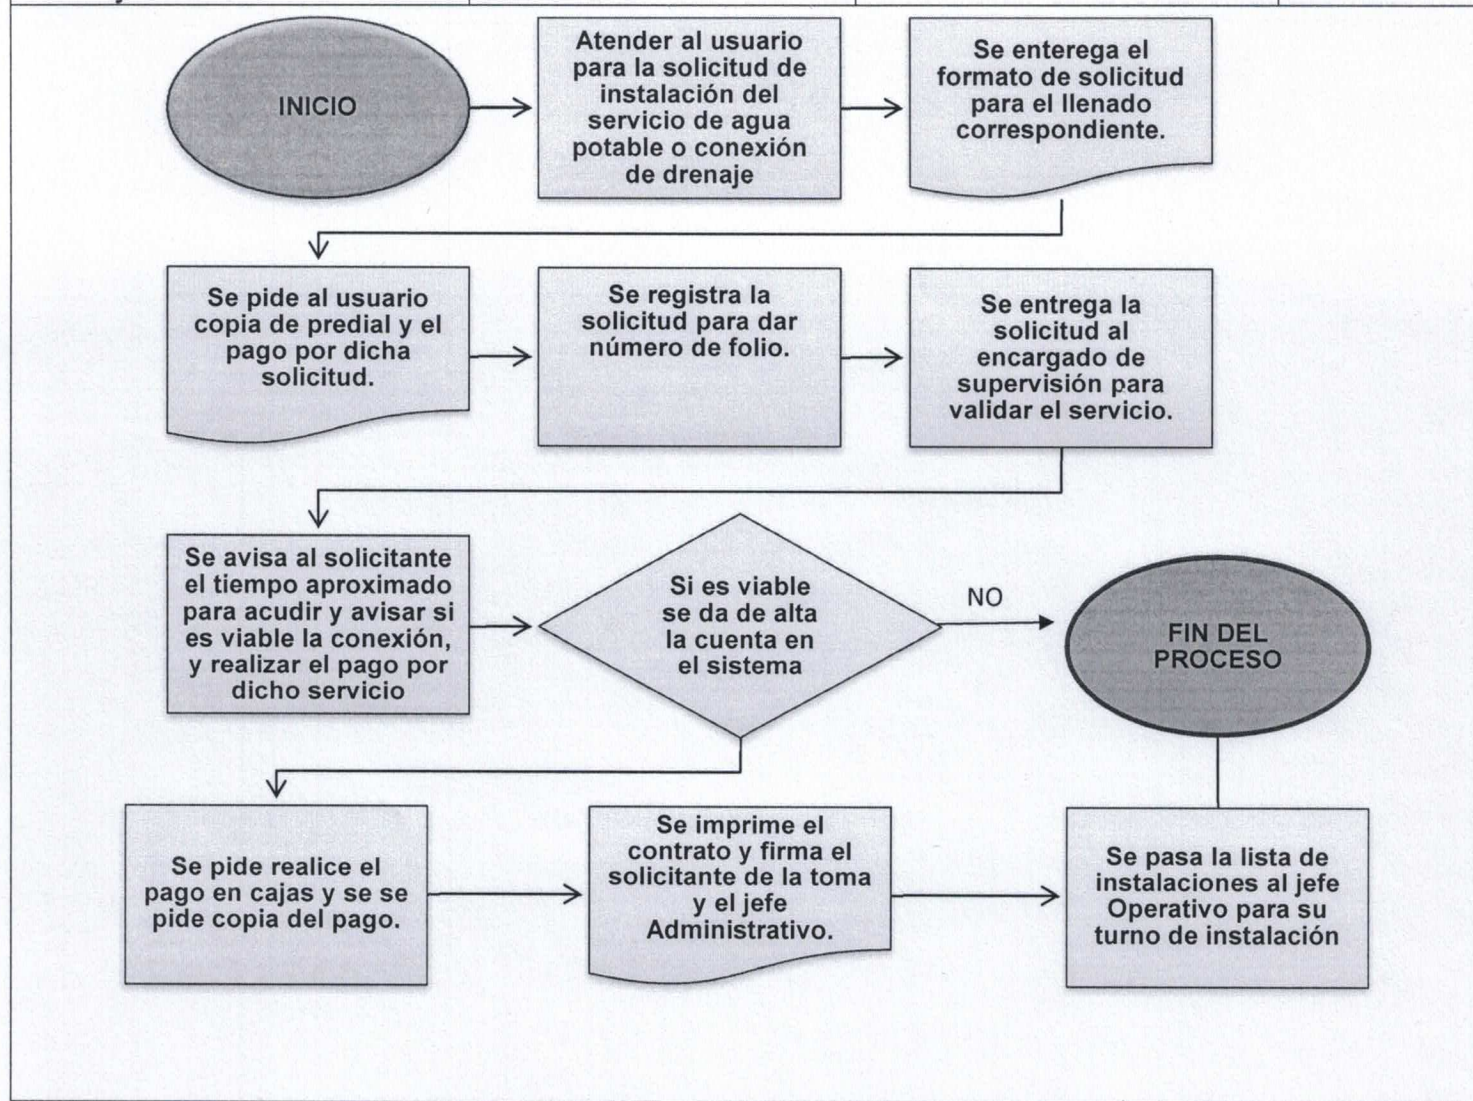 INICIO
Atender al usuario
para la solicitud de
instalación del
servicio de agua
potable o conexión
de drenaje
Se enterega el
formato de solicitud
para el llenado
correspondiente.
Se pide al usuario
copia de predial y el
pago por dicha
solicitud.
Se registra la
solicitud para dar
número de folio.
Se entrega la
solicitud al
encargado de
supervisión para
validar el servicio.
Se avisa al solicitante
el tiempo aproximado
para acudir y avisar si
es viable la conexión,
y realizar el pago por
dicho servicio
Si es viable
se da de alta
la cuenta en
el sistema
NO
FIN DEL
PROCESO
Se pide realice el
pago en cajas y se se
pide copia del pago.
Se imprime el
contrato y firma el
solicitante de la toma
y el jefe
Administrativo.
Se pasa la lista de
instalaciones al jefe
Operativo para su
turno de instalación